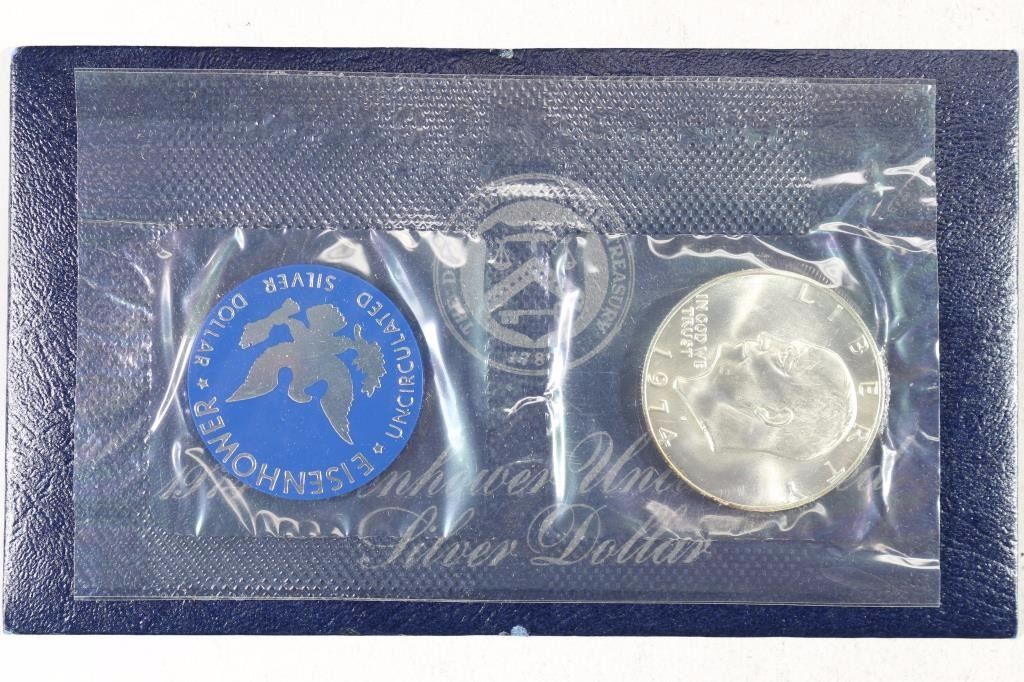 EISENHOWER ★ UNCIRCULATED SILVER DOLLAR ★
LIBERTY
IN GOD WE
TRUST
1974
TREASURY
Silver Dollar